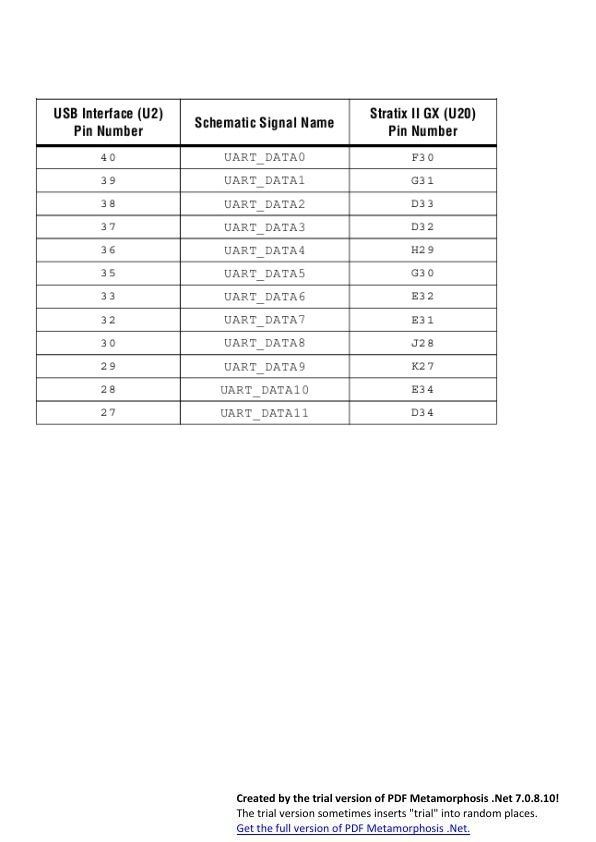 USB Interface (U2) Pin Number Schematic Signal Name Stratix II GX (U20) Pin Number
40 UART_DATA0 F30
39 UART_DATA1 G31
38 UART_DATA2 D33
37 UART_DATA3 D32
36 UART_DATA4 H29
35 UART_DATA5 G30
33 UART_DATA6 E32
32 UART_DATA7 E31
30 UART_DATA8 J28
29 UART_DATA9 K27
28 UART_DATA10 E34
27 UART_DATA11 D34
Created by the trial version of PDF Metamorphosis .Net 7.0.8.10!
The trial version sometimes inserts "trial" into random places.
Get the full version of PDF Metamorphosis .Net.